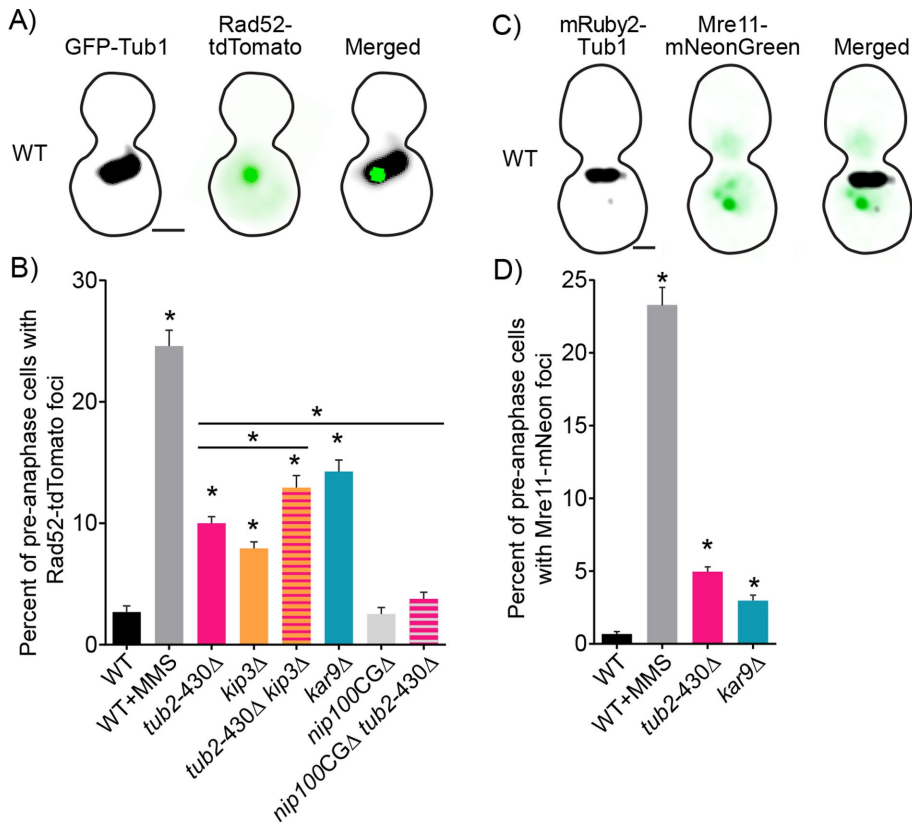 A)
GFP-Tub1
Rad52-
tdTomato
Merged
WT
C)
mRuby2-
Tub1
Mre11-
mNeonGreen
Merged
WT
B)
Percent of pre-anaphase cells with
Rad52-tdTomato foci
30
20
10
0
*
*
*
*
*
*
*
WT
WT+MMS
tub2-430Δ
kip3Δ
tub2-430Δ kip3Δ
kar9Δ
nip100CGΔ
nip100CGΔ tub2-430Δ
D)
Percent of pre-anaphase cells
with Mre11-mNeon foci
25
20
15
10
5
0
*
*
*
WT
WT+MMS
tub2-430Δ
kar9Δ